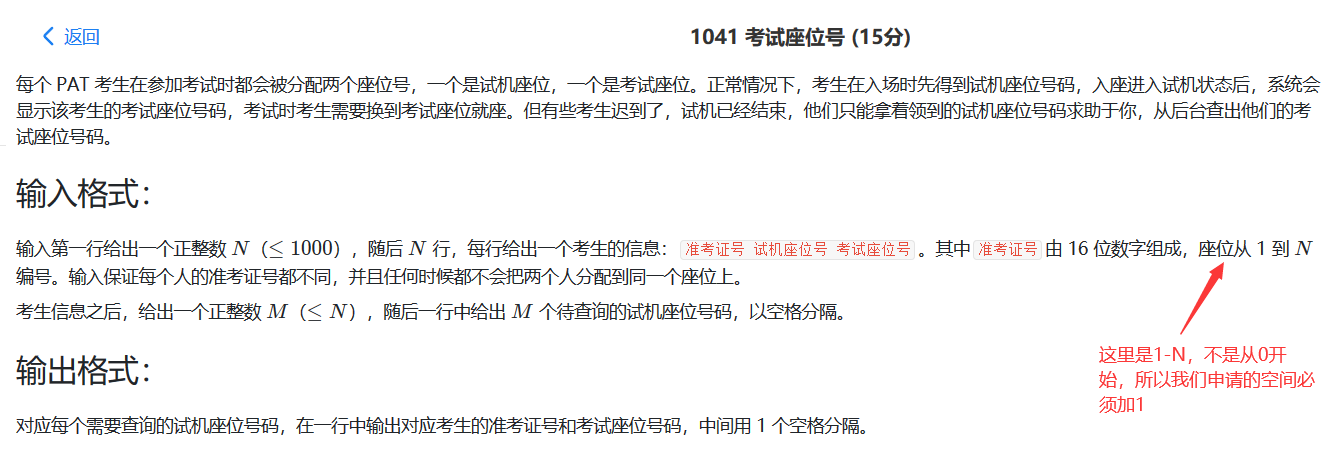 返回
1041 考试座位号 (15分)
每个 PAT 考生在参加考试时都会被分配两个座位号，一个是试机座位，一个是考试座位。正常情况下，考生在入场时先得到试机座位号码，入座进入试机状态后，系统会
显示该考生的考试座位号码，考试时考生需要换到考试座位就座。但有些考生迟到了，试机已经结束，他们只能拿着领到的试机座位号码求助于你，从后台查出他们的考
试座位号码。
输入格式：
输入第一行给出一个正整数 N（≤1000），随后 N 行，每行给出一个考生的信息：准考证号 试机座位号 考试座位号。其中准考证号由 16 位数字组成，座位从 1 到 N
编号。输入保证每个人的准考证号都不同，并且任何时候都不会把两个人分配到同一个座位上。
考生信息之后，给出一个正整数 M（≤N），随后一行中给出 M 个待查询的试机座位号码，以空格分隔。
这里是1-N，不是从0开
始，所以我们申请的空间必
须加1
输出格式：
对应每个需要查询的试机座位号码，在一行中输出对应考生的准考证号和考试座位号码，中间用 1 个空格分隔。